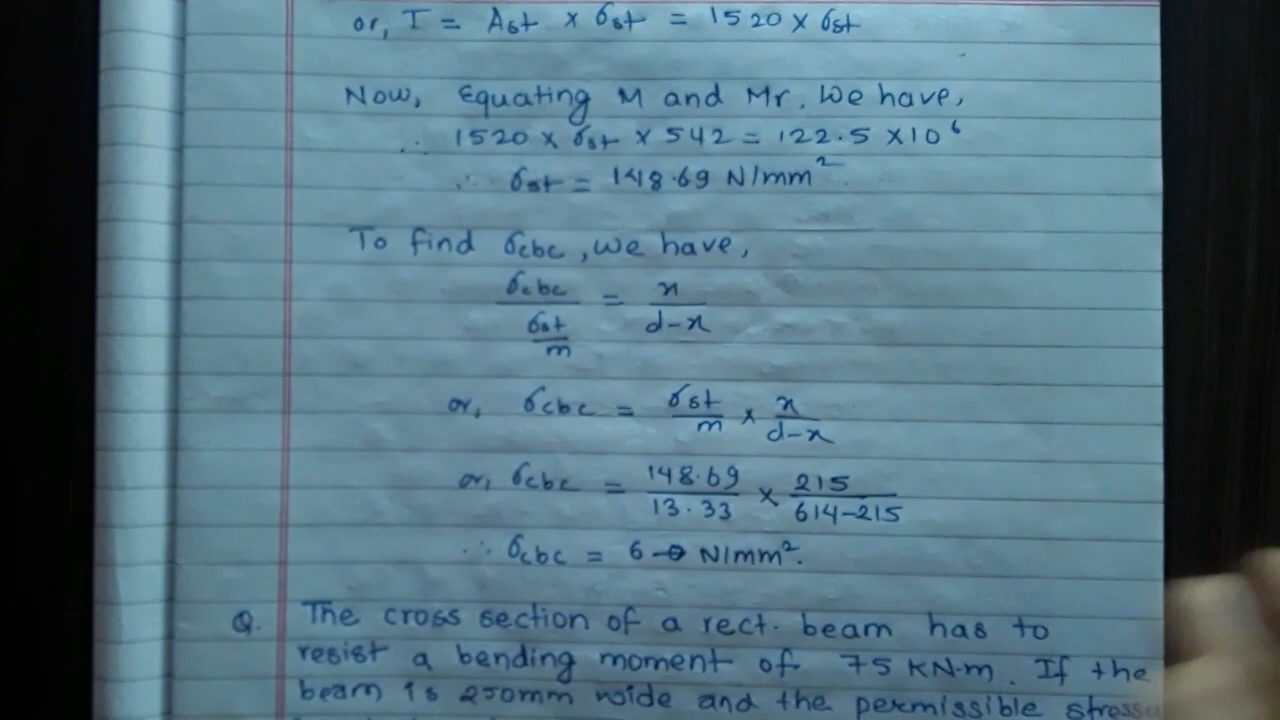 or, T = Ast x σst = 1520 x σst
Now, Equating M and Mr. We have,
∴ 1520 x σst x 542 = 122.5 x10⁶
∴ σst = 148.69 N/mm²
To find σcbc, we have,
σcbc / (σst / m) = x / (d-x)
or, σcbc = σst / m x x / (d-x)
or, σcbc = 148.69 / 13.33 x 215 / (614-215)
∴ σcbc = 6 N/mm².
Q. The cross section of a rect. beam has to
resist a bending moment of 75 KN.m. If the
beam is 250mm wide and the permissible